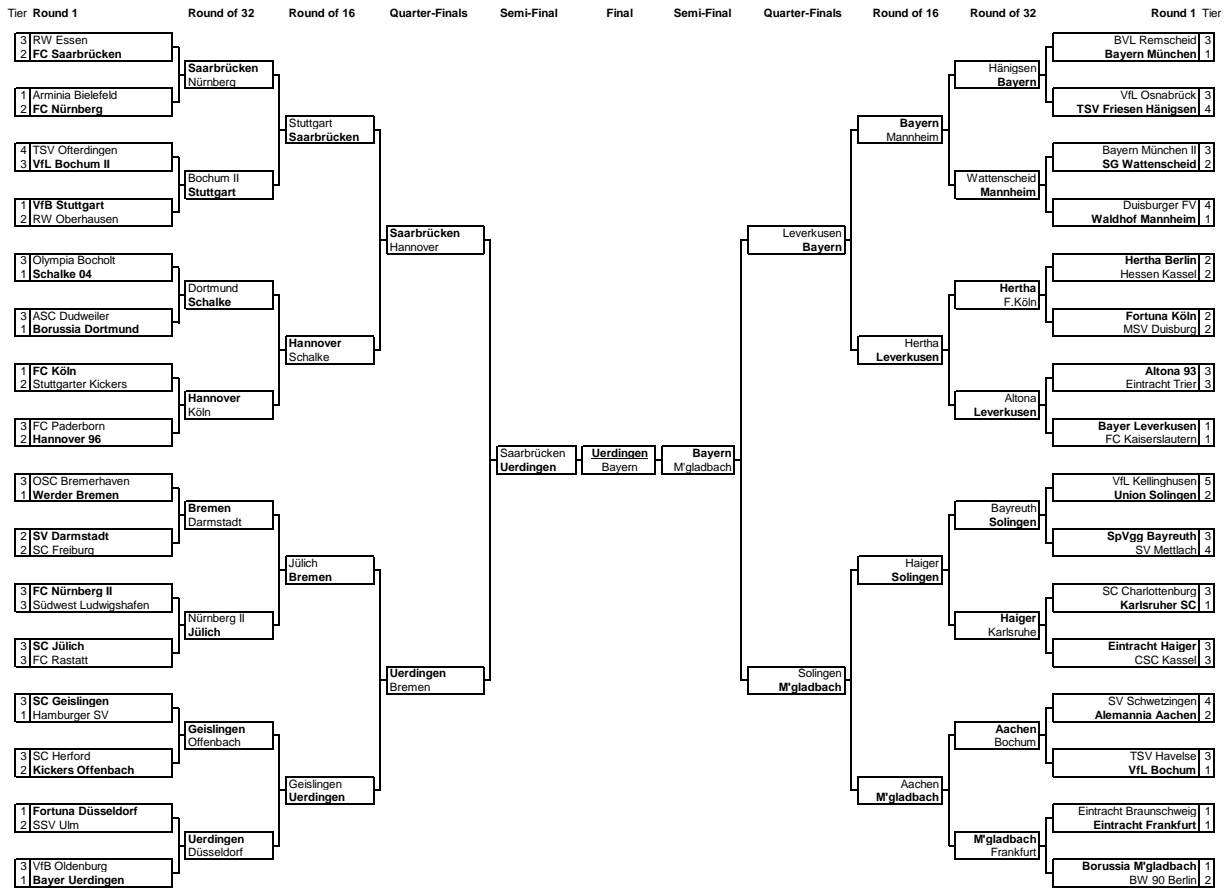 Tier Round 1 Round of 32 Round of 16 Quarter-Finals Semi-Final Final Semi-Final Quarter-Finals Round of 16 Round of 32 Round 1 Tier
3 RW Essen
2 FC Saarbrücken
1 Arminia Bielefeld
2 FC Nürnberg
4 TSV Ofterdingen
3 VfL Bochum II
1 VfB Stuttgart
2 RW Oberhausen
3 Olympia Bocholt
1 Schalke 04
3 ASC Dudweiler
1 Borussia Dortmund
1 FC Köln
2 Stuttgarter Kickers
3 FC Paderborn
2 Hannover 96
3 OSC Bremerhaven
1 Werder Bremen
2 SV Darmstadt
2 SC Freiburg
3 FC Nürnberg II
3 Südwest Ludwigshafen
3 SC Jülich
3 FC Rastatt
3 SC Geislingen
1 Hamburger SV
3 SC Herford
2 Kickers Offenbach
1 Fortuna Düsseldorf
2 SSV Ulm
3 VfB Oldenburg
1 Bayer Uerdingen
Saarbrücken
Nürnberg
Bochum II
Stuttgart
Dortmund
Schalke
Hannover
Köln
Bremen
Darmstadt
Nürnberg II
Jülich
Geislingen
Offenbach
Uerdingen
Düsseldorf
Stuttgart
Saarbrücken
Hannover
Schalke
Jülich
Bremen
Geislingen
Uerdingen
Saarbrücken
Hannover
Uerdingen
Bremen
Saarbrücken
Uerdingen
Uerdingen
Bayern
Bayern
M'gladbach
Leverkusen
Bayern
Solingen
M'gladbach
Bayern
Mannheim
Hertha
Leverkusen
Haiger
Solingen
Aachen
M'gladbach
Hänigsen
Bayern
Wattenscheid
Mannheim
Hertha
F.Köln
Altona
Leverkusen
Bayreuth
Solingen
Haiger
Karlsruhe
Aachen
Bochum
M'gladbach
Frankfurt
BVL Remscheid 3
Bayern München 1
VfL Osnabrück 3
TSV Friesen Hänigsen 4
Bayern München II 3
SG Wattenscheid 2
Duisburger FV 4
Waldhof Mannheim 1
Hertha Berlin 2
Hessen Kassel 2
Fortuna Köln 2
MSV Duisburg 2
Altona 93 3
Eintracht Trier 3
Bayer Leverkusen 1
FC Kaiserslautern 1
VfL Kellinghusen 5
Union Solingen 2
SpVgg Bayreuth 3
SV Mettlach 4
SC Charlottenburg 3
Karlsruher SC 1
Eintracht Haiger 3
CSC Kassel 3
SV Schwetzingen 4
Alemannia Aachen 2
TSV Havelse 3
VfL Bochum 1
Eintracht Braunschweig 1
Eintracht Frankfurt 1
Borussia M'gladbach 1
BW 90 Berlin 2